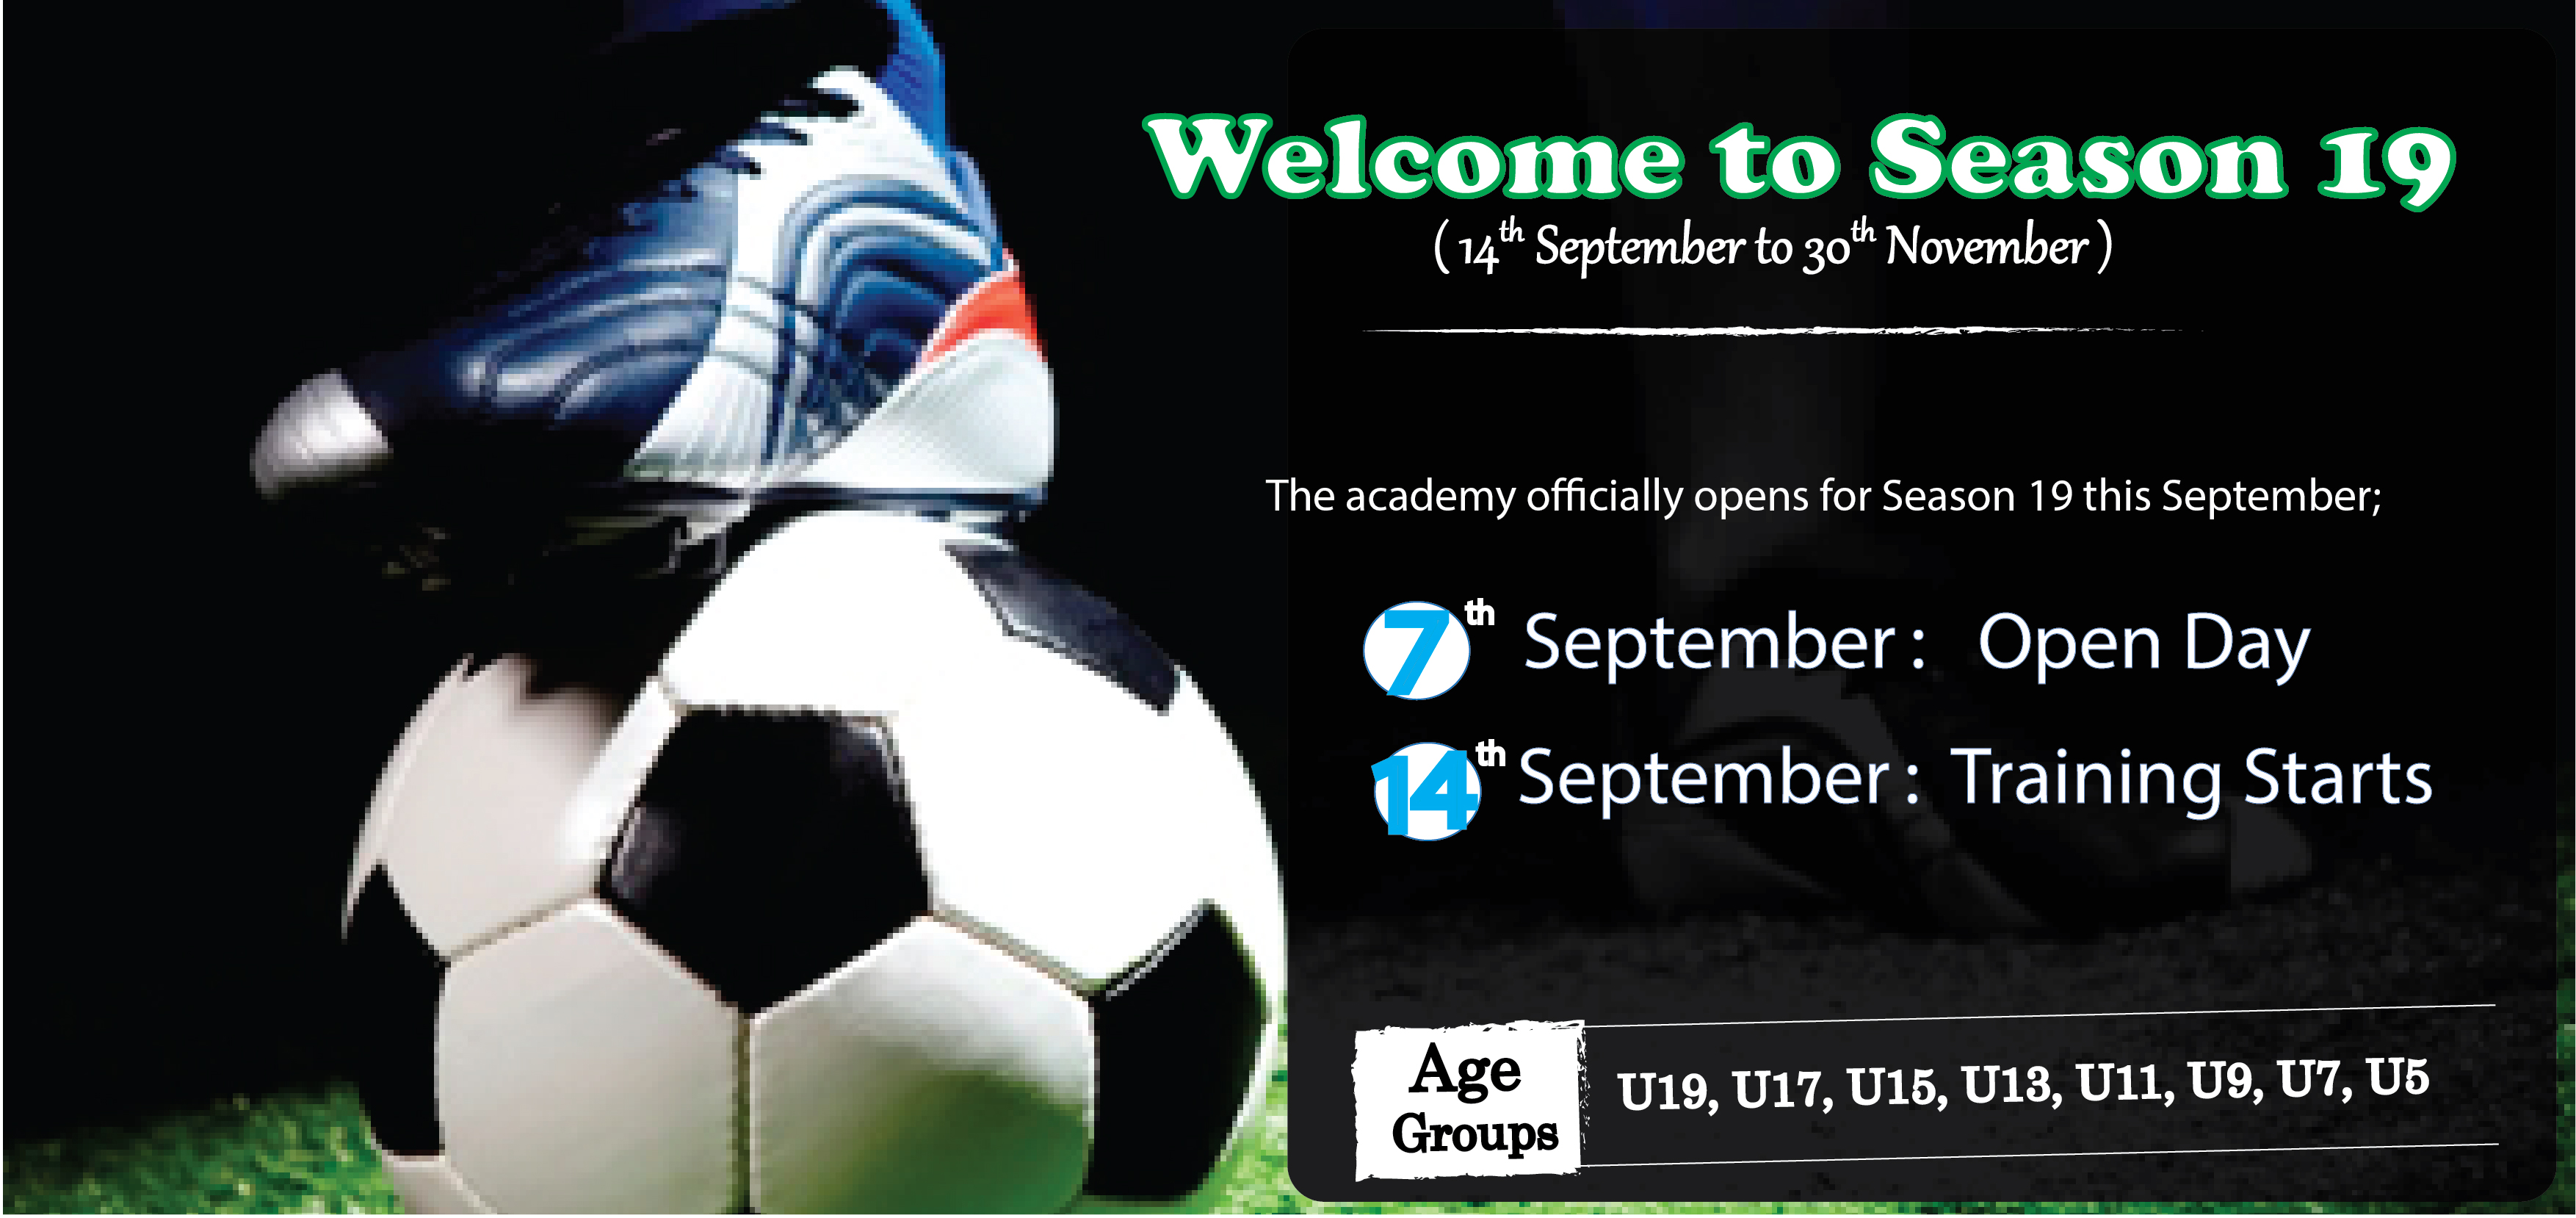 Welcome to Season 19
( 14th September to 30th November )
The academy officially opens for Season 19 this September;
7th September : Open Day
14th September : Training Starts
Age
Groups
U19, U17, U15, U13, U11, U9, U7, U5